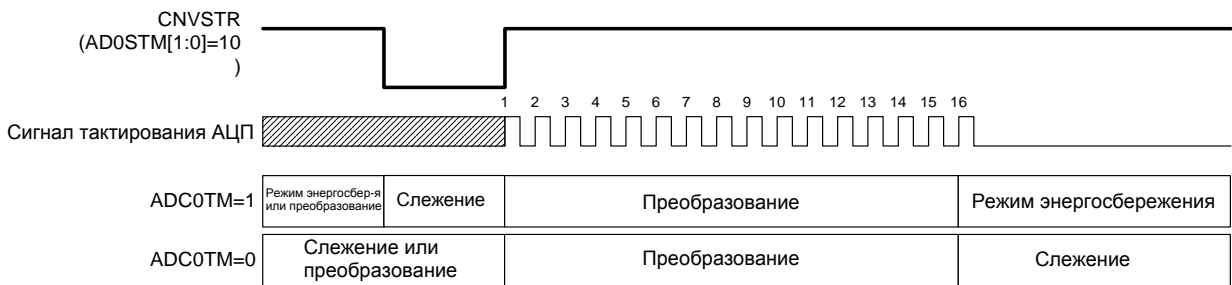 CNVSTR
(AD0STM[1:0]=10
)
1 2 3 4 5 6 7 8 9 10 11 12 13 14 15 16
Сигнал тактирования АЦП
ADC0TM=1
Режим энергосбер-я
или преобразование
Слежение
Преобразование
Режим энергосбережения
ADC0TM=0
Слежение или
преобразование
Преобразование
Слежение